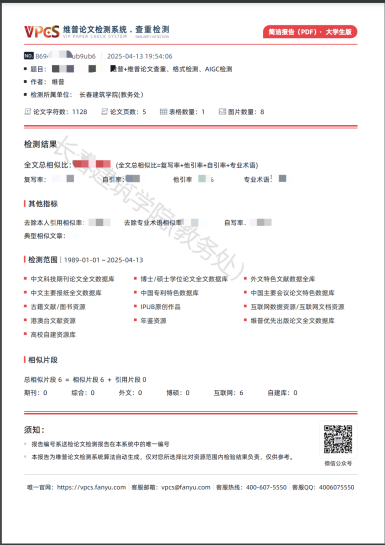 VPCS 维普论文检测系统 . 查重检测
VIP PAPER CHECK SYSTEM
简洁报告（PDF）· 大学生版
NO. 869 ub9ub6 / 2025-04-13 19:54:06
题目： 维普+维普论文查重、格式检测、AIGC检测
作者： 维普
检测所属单位： 长春建筑学院(教务处)
论文字符数：1128 论文页数：5 表格数量：1 图片数量：8
检测结果
全文总相似比： (全文总相似比=复写率+他引率+自引率+专业术语)
复写率： 自引率： 他引率 专业术语：
其他指标
去除本人引用相似率： 去除专业术语相似率 自写率．
典型相似文章：
检测范围 | 1989-01-01 ~ 2025-04-13
中文科技期刊论文全文数据库 博士/硕士学位论文全文数据库 外文特色文献数据全库
中文主要报纸全文数据库 中国专利特色数据库 中国主要会议论文特色数据库
古籍文献/图书资源 IPUB原创作品 互联网数据资源/互联网文档资源
港澳台文献资源 年鉴资源 维普优先出版论文全文数据库
高校自建资源库
相似片段
总相似片段 6 = 相似片段 6 + 引用片段 0
期刊：0 综合：0 外文：0 博硕：0 互联网：6 自建库：0
须知：
报告编号系送检论文检测报告在本系统中的唯一编号
本报告为维普论文检测系统算法自动生成，仅对您所选择比对资源范围内检验结果负责，仅供参考。
微信公众号
唯一官网：https://vpcs.fanyu.com | 客服邮箱：vpcs@fanyu.com | 客服热线：400-607-5550 | 客服QQ：4006075550
长春建筑学院(教务处)